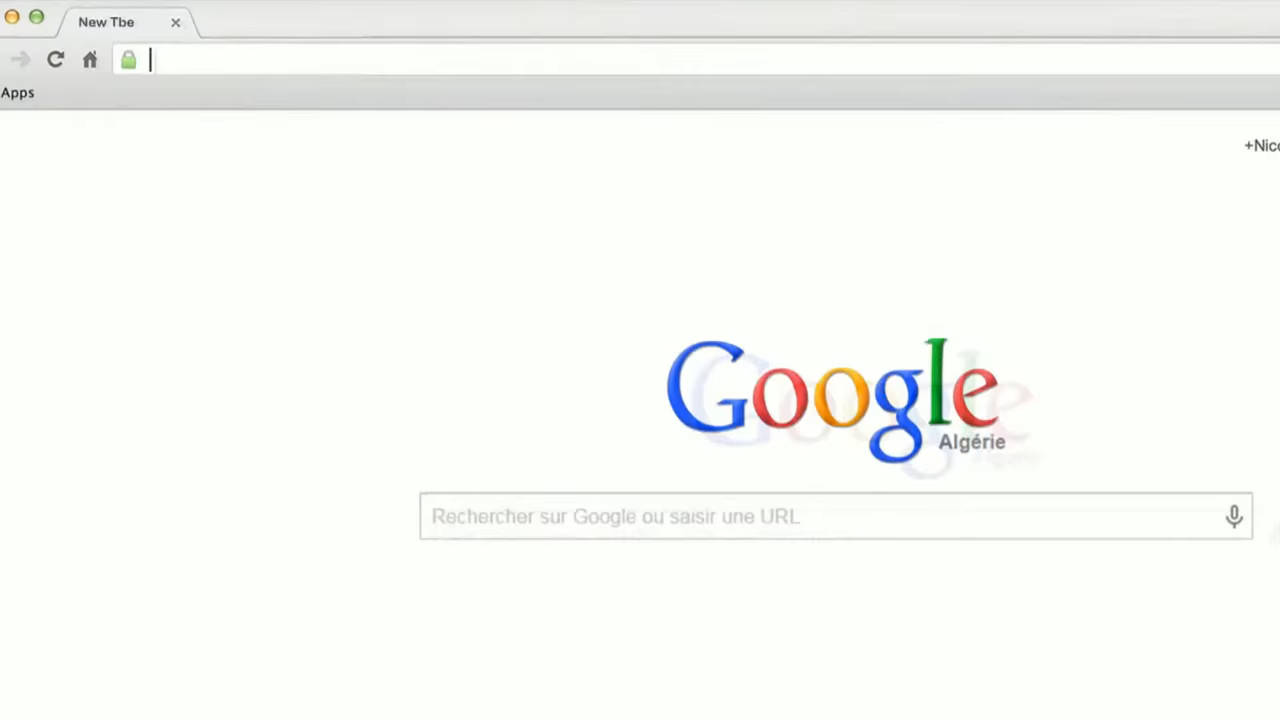 New Tbe
Apps
+Nico
Google
Algérie
Rechercher sur Google ou saisir une URL